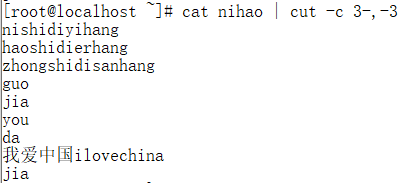 [root@localhost ~]# cat nihao | cut -c 3-,-3
nishidiyihang
haoshidierhang
zhongshidisanhang
guo
jia
you
da
我爱中国ilovechina
jia